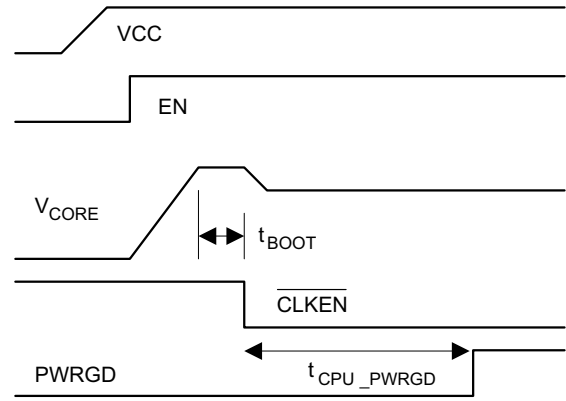 VCC
EN
VCORE
tBOOT
CLKEN
PWRGD
tCPU_PWRGD